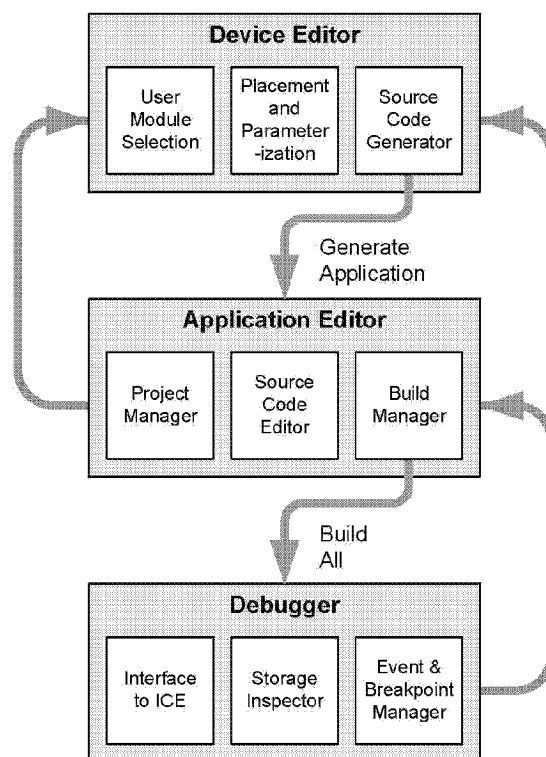 Device Editor
User
Module
Selection
Placement
and
Parameter
-ization
Source
Code
Generator
Generate
Application
Application Editor
Project
Manager
Source
Code
Editor
Build
Manager
Build
All
Debugger
Interface
to ICE
Storage
Inspector
Event &
Breakpoint
Manager